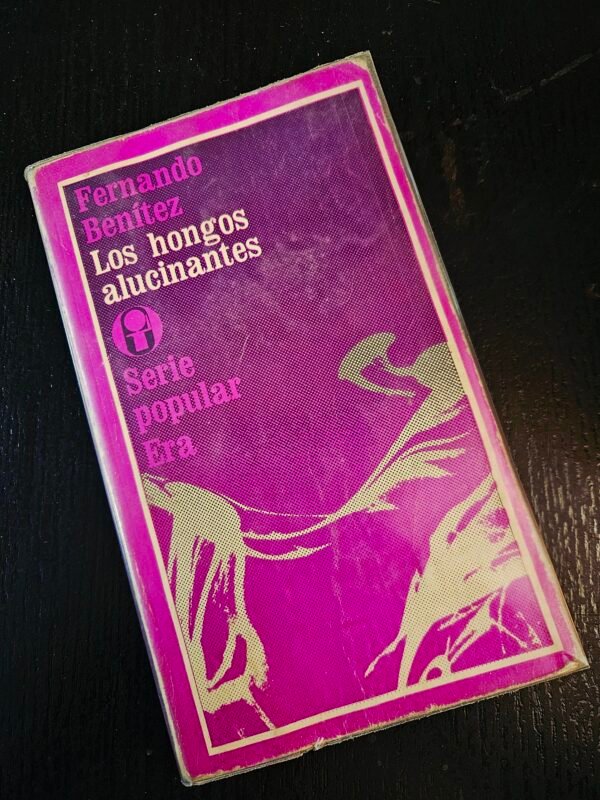 Fernando
Benítez
Los hongos
alucinantes
Serie
popular
Era